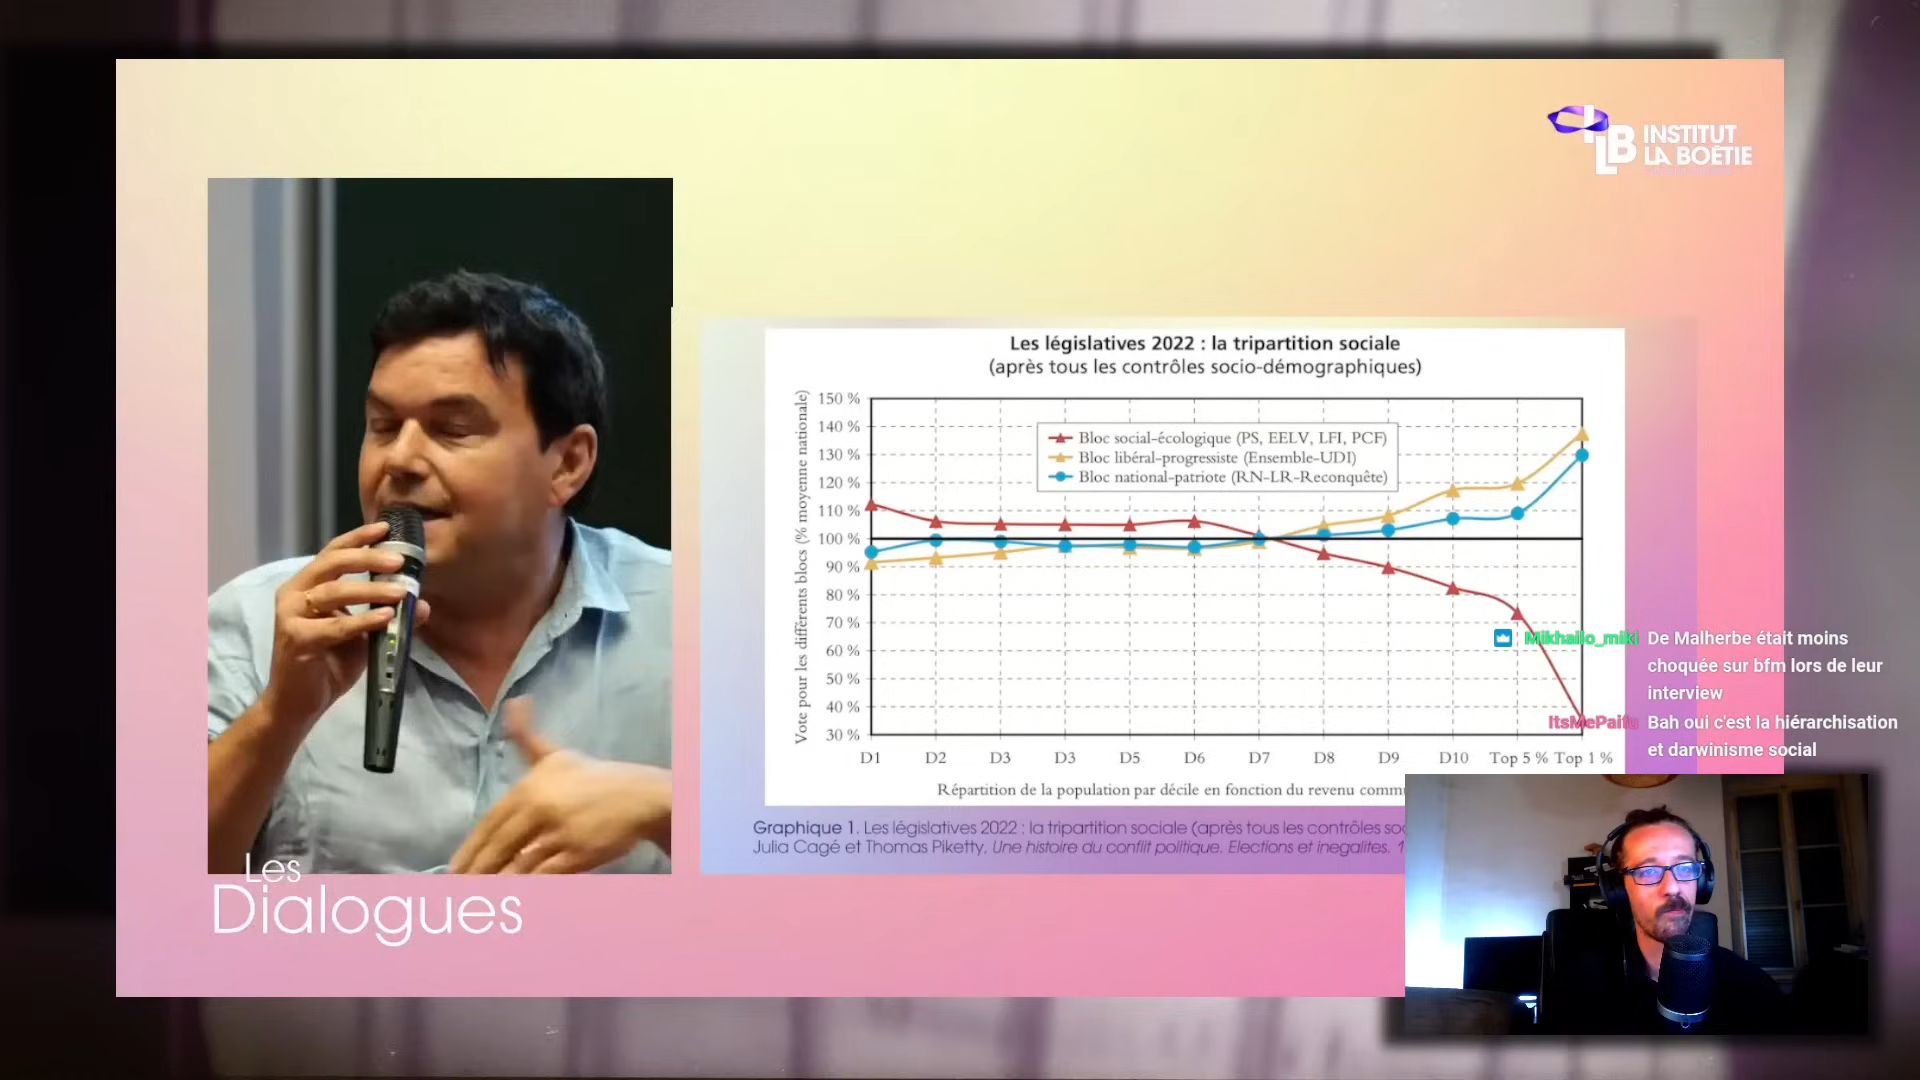 ILB INSTITUT
LA BOÉTIE
Les législatives 2022 : la tripartition sociale
(après tous les contrôles socio-démographiques)
Vote pour les différents blocs (% moyenne nationale)
150 %
140 %
130 %
120 %
110 %
100 %
90 %
80 %
70 %
60 %
50 %
40 %
30 %
Bloc social-écologique (PS, EELV, LFI, PCF)
Bloc libéral-progressiste (Ensemble-UDI)
Bloc national-patriote (RN-LR-Reconquête)
D1 D2 D3 D3 D5 D6 D7 D8 D9 D10 Top 5 % Top 1 %
Répartition de la population par décile en fonction du revenu
Graphique 1. Les législatives 2022 : la tripartition sociale (après tous les contrôles
Julia Cagé et Thomas Piketty, Une histoire du conflit politique. Elections et inegalites. 1
Mikhailo_miki De Malherbe était moins
choquée sur bfm lors de leur
interview
ItsMePaifu Bah oui c'est la hiérarchisation
et darwinisme social
Les
Dialogues